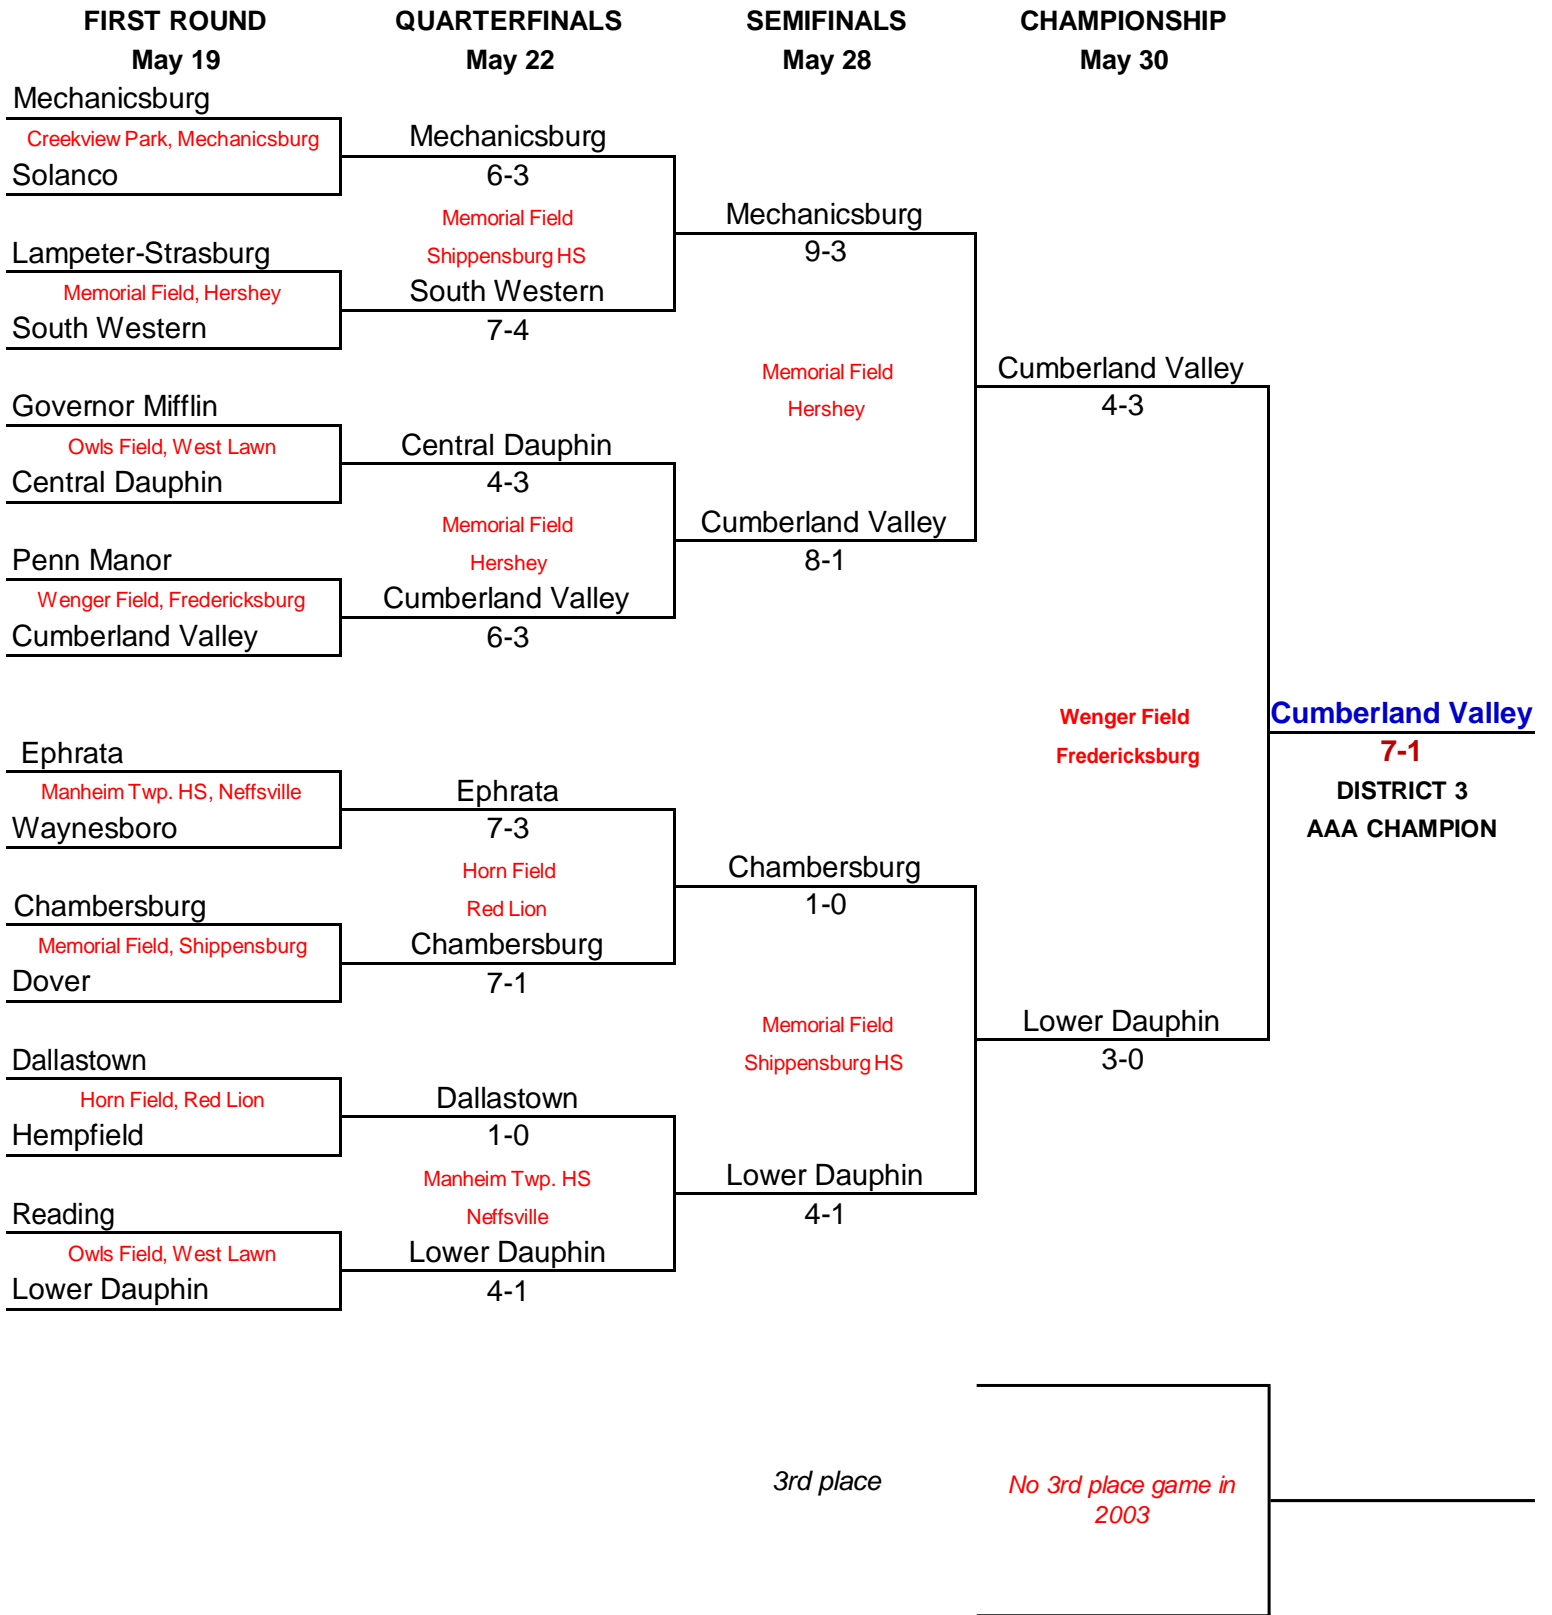 FIRST ROUND QUARTERFINALS SEMIFINALS CHAMPIONSHIP
May 19 May 22 May 28 May 30
Mechanicsburg
Creekview Park, Mechanicsburg
Solanco
Mechanicsburg
6-3
Memorial Field
Shippensburg HS
Lampeter-Strasburg
Memorial Field, Hershey
South Western
South Western
7-4
Mechanicsburg
9-3
Memorial Field
Hershey
Governor Mifflin
Owls Field, West Lawn
Central Dauphin
Central Dauphin
4-3
Memorial Field
Hershey
Penn Manor
Wenger Field, Fredericksburg
Cumberland Valley
Cumberland Valley
6-3
Cumberland Valley
8-1
Cumberland Valley
4-3
Wenger Field
Fredericksburg
Cumberland Valley
7-1
DISTRICT 3
AAA CHAMPION
Ephrata
Manheim Twp. HS, Neffsville
Waynesboro
Ephrata
7-3
Horn Field
Red Lion
Chambersburg
Memorial Field, Shippensburg
Dover
Chambersburg
7-1
Chambersburg
1-0
Memorial Field
Shippensburg HS
Lower Dauphin
3-0
Dallastown
Horn Field, Red Lion
Hempfield
Dallastown
1-0
Manheim Twp. HS
Neffsville
Reading
Owls Field, West Lawn
Lower Dauphin
Lower Dauphin
4-1
Lower Dauphin
4-1
3rd place
No 3rd place game in
2003